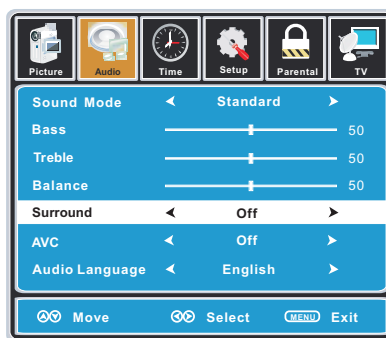 Picture Audio Time Setup Parental TV
Sound Mode Standard
Bass 50
Treble 50
Balance 50
Surround Off
AVC Off
Audio Language English
Move Select MENU Exit